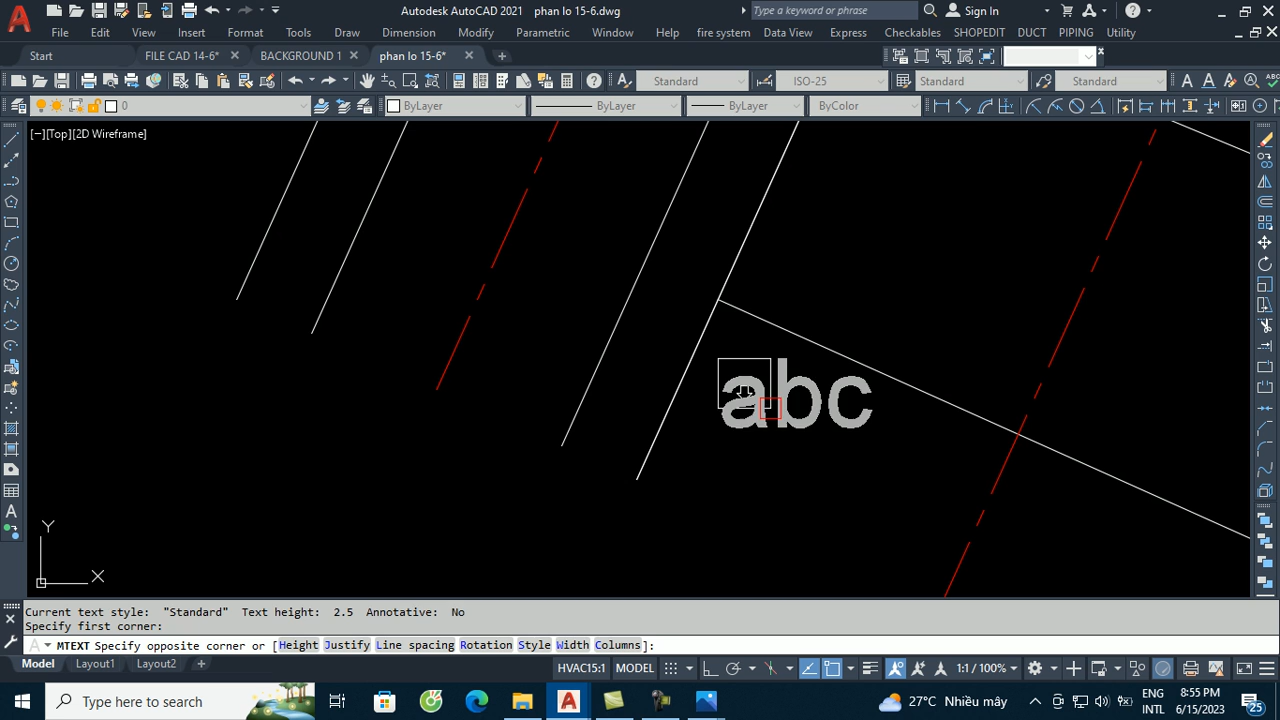 Autodesk AutoCAD 2021 phan lo 15-6.dwg
Type a keyword or phrase
Sign In
File Edit View Insert Format Tools Draw Dimension Modify Parametric Window Help Express fire system Data View DUCT Checkables SHOPEDIT PIPING Utility
Start FILE CAD 14-6* BACKGROUND 1 phan lo 15-6*
Standard ISO-25 Standard Standard
0 ByLayer ByLayer ByLayer ByColor
[−][Top][2D Wireframe]
abc
Y
X
Current text style: "Standard" Text height: 2.5 Annotative: No
Specify first corner:
MTEXT Specify opposite corner or [Height Justify Line spacing Rotation Style Width Columns]:
Model Layout1 Layout2 +
HVAC15:1 MODEL 1:1 / 100%
Type here to search
27°C Nhiều mây
ENG
INTL
8:55 PM
6/15/2023
25